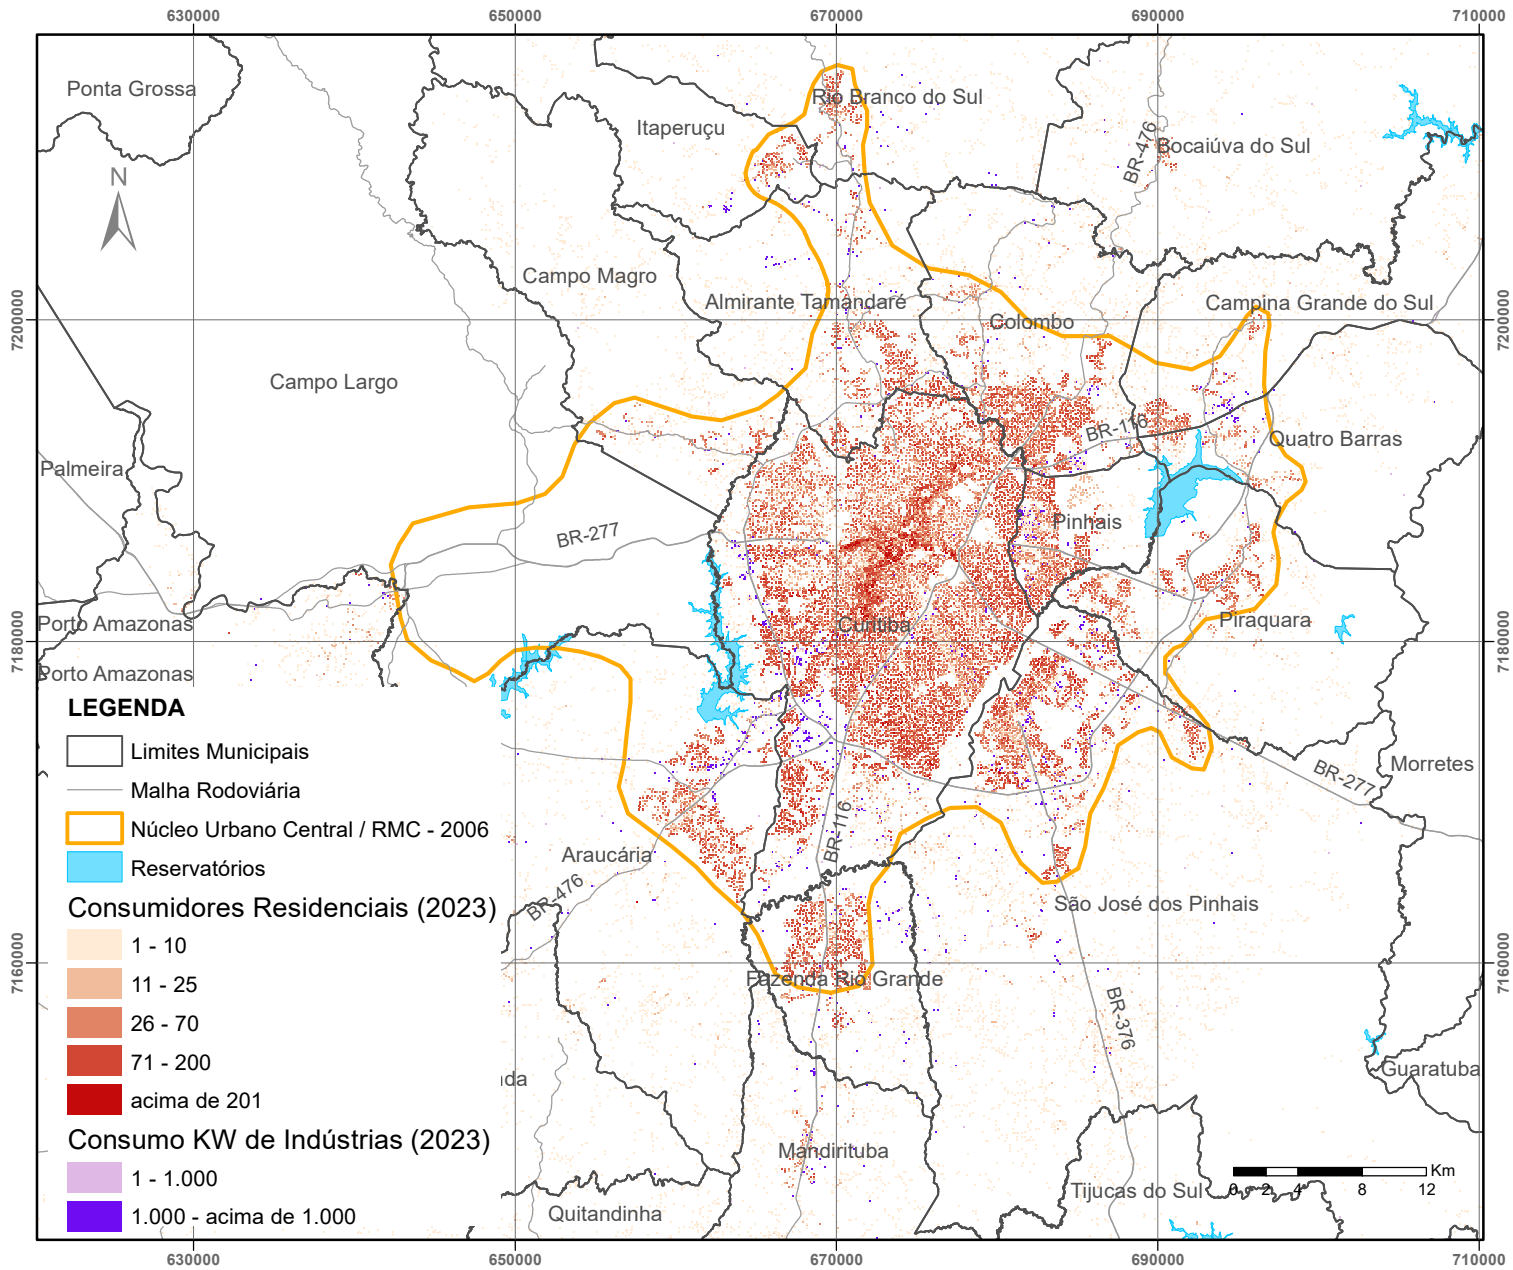 630000 650000 670000 690000 710000
Ponta Grossa
Rio Branco do Sul
Itaperuçu
BR-476
Bocaiúva do Sul
N
Campo Magro
Almirante Tamandaré
Campina Grande do Sul
7200000
7200000
Colombo
Campo Largo
BR-116
Quatro Barras
Palmeira
Pinhais
BR-277
Porto Amazonas
Curitiba
Piraquara
7180000
7180000
Porto Amazonas
LEGENDA
Limites Municipais
Malha Rodoviária
Núcleo Urbano Central / RMC - 2006
Reservatórios
Consumidores Residenciais (2023)
1 - 10
11 - 25
26 - 70
71 - 200
acima de 201
Consumo KW de Indústrias (2023)
1 - 1.000
1.000 - acima de 1.000
Morretes
BR-277
BR-116
Araucária
BR-476
São José dos Pinhais
7160000
7160000
Fazenda Rio Grande
BR-376
Guaratuba
nda
Mandirituba
Tijucas do Sul
Quitandinha
Km
0 2 4 8 12
630000 650000 670000 690000 710000